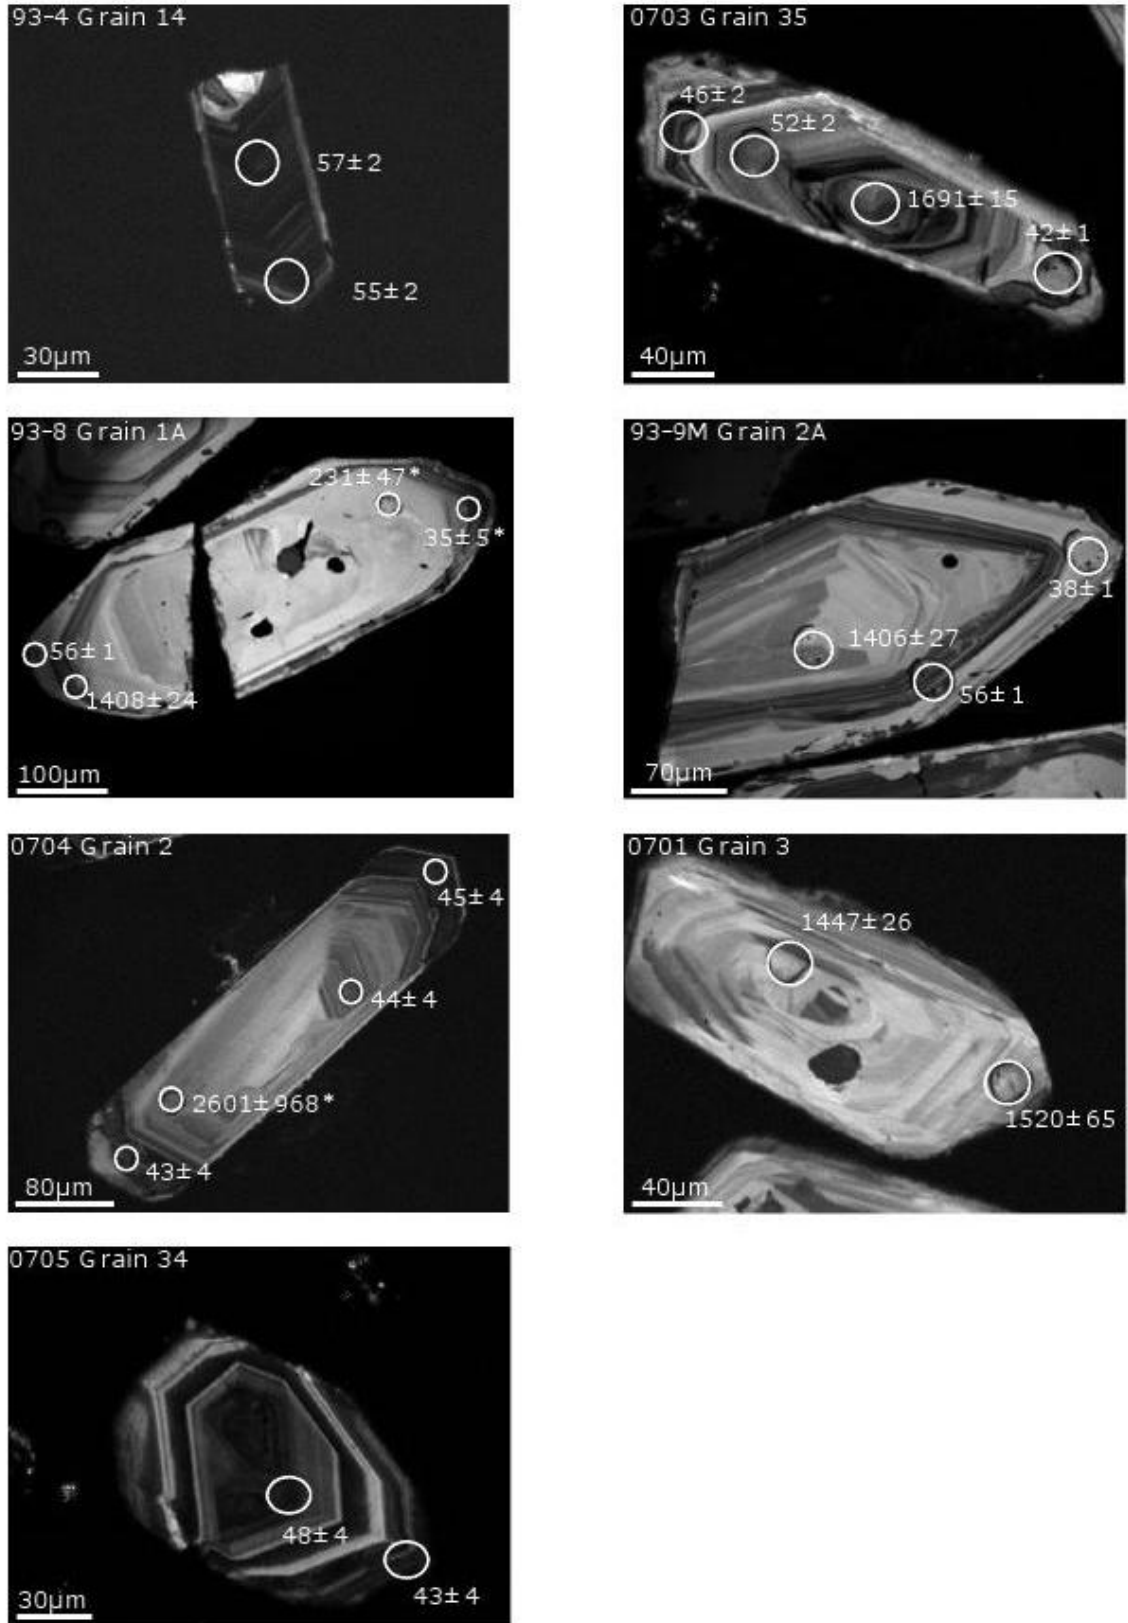 93-4 Grain 14
57±2
55±2
30µm
0703 Grain 35
46±2
52±2
1691±15
42±1
40µm
93-8 Grain 1A
231±47*
35±5*
56±1
1408±24
100µm
93-9M Grain 2A
38±1
1406±27
56±1
70µm
0704 Grain 2
45±4
44±4
2601±968*
43±4
80µm
0701 Grain 3
1447±26
1520±65
40µm
0705 Grain 34
48±4
43±4
30µm